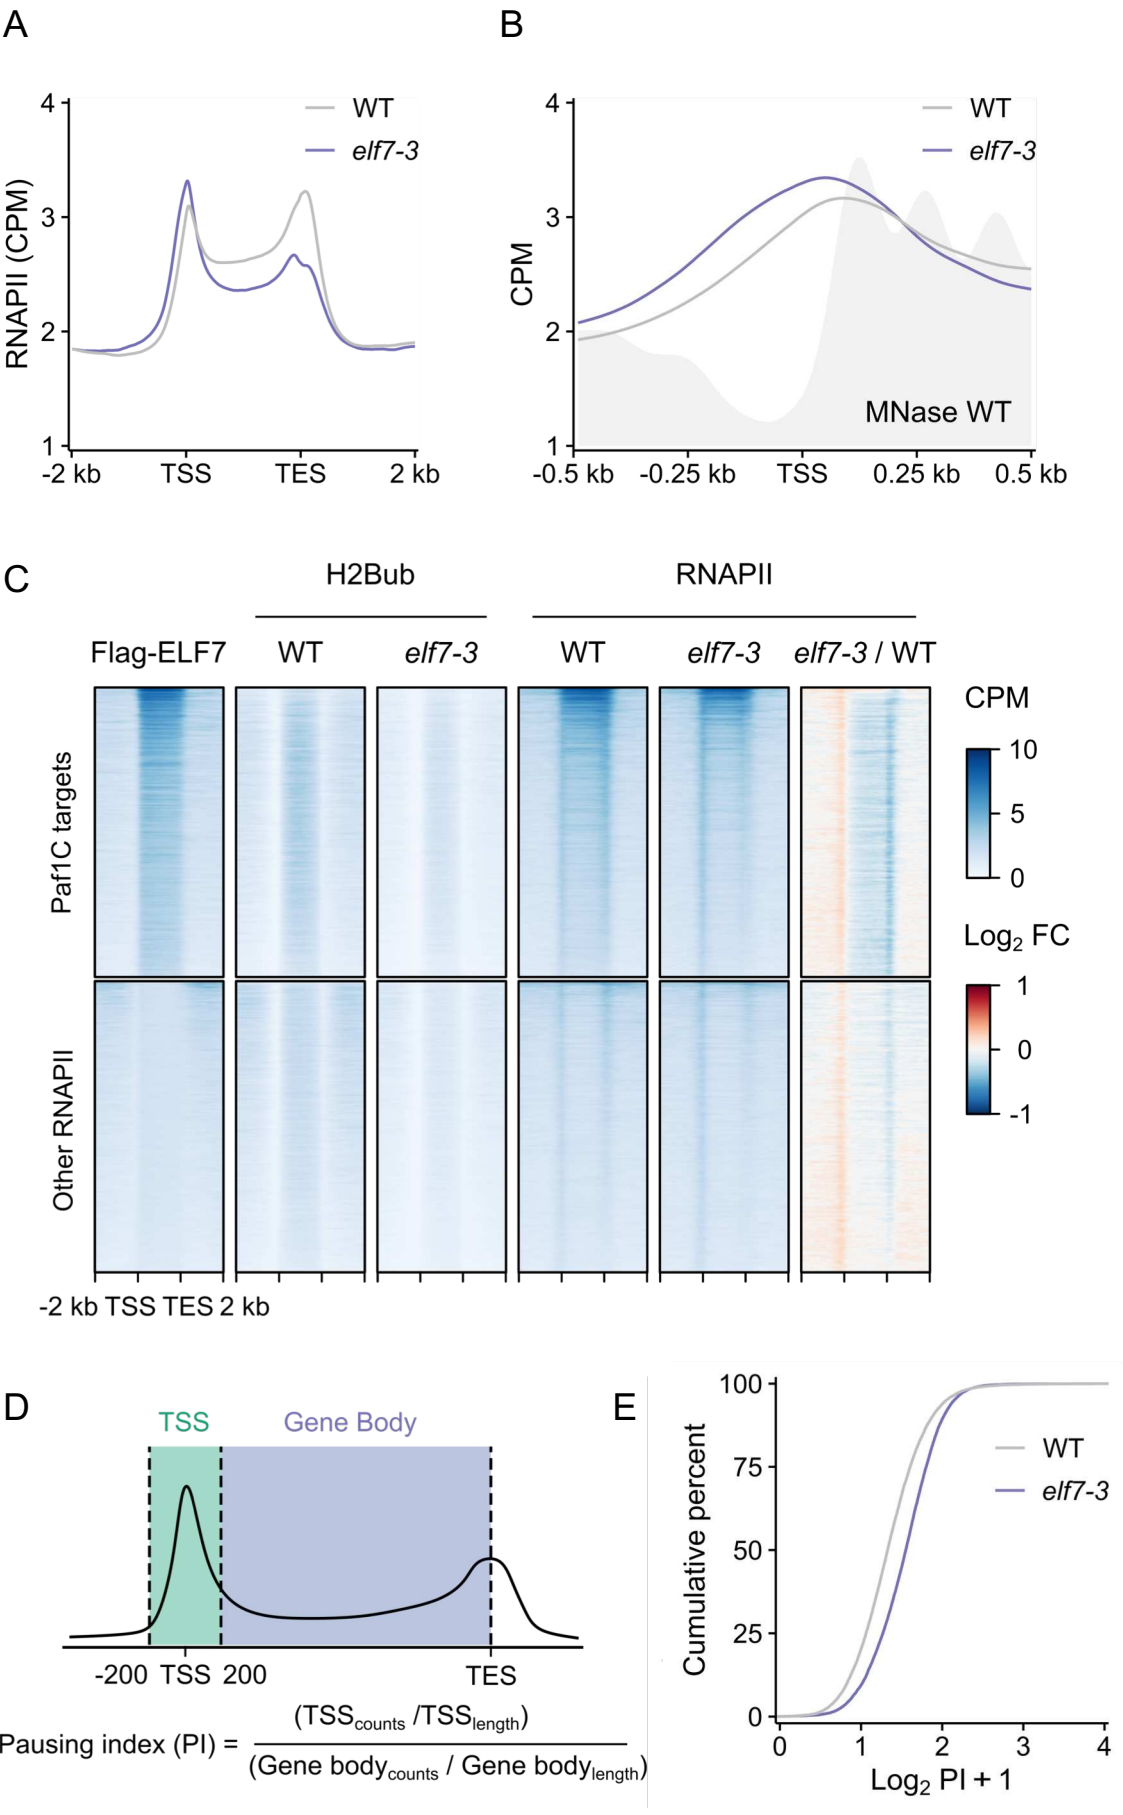 A
B
4
3
2
1
RNAPII (CPM)
WT
elf7-3
-2 kb TSS TES 2 kb
4
3
2
1
CPM
WT
elf7-3
MNase WT
-0.5 kb -0.25 kb TSS 0.25 kb 0.5 kb
C
H2Bub RNAPII
Flag-ELF7 WT elf7-3 WT elf7-3 elf7-3 / WT
Paf1C targets
Other RNAPII
CPM
10
5
0
Log2 FC
1
0
-1
-2 kb TSS TES 2 kb
D
TSS Gene Body
-200 TSS 200 TES
Pausing index (PI) =
(TSScounts /TSSlength)
(Gene bodycounts / Gene bodylength)
E
100
75
50
25
0
Cumulative percent
WT
elf7-3
0 1 2 3 4
Log2 PI + 1